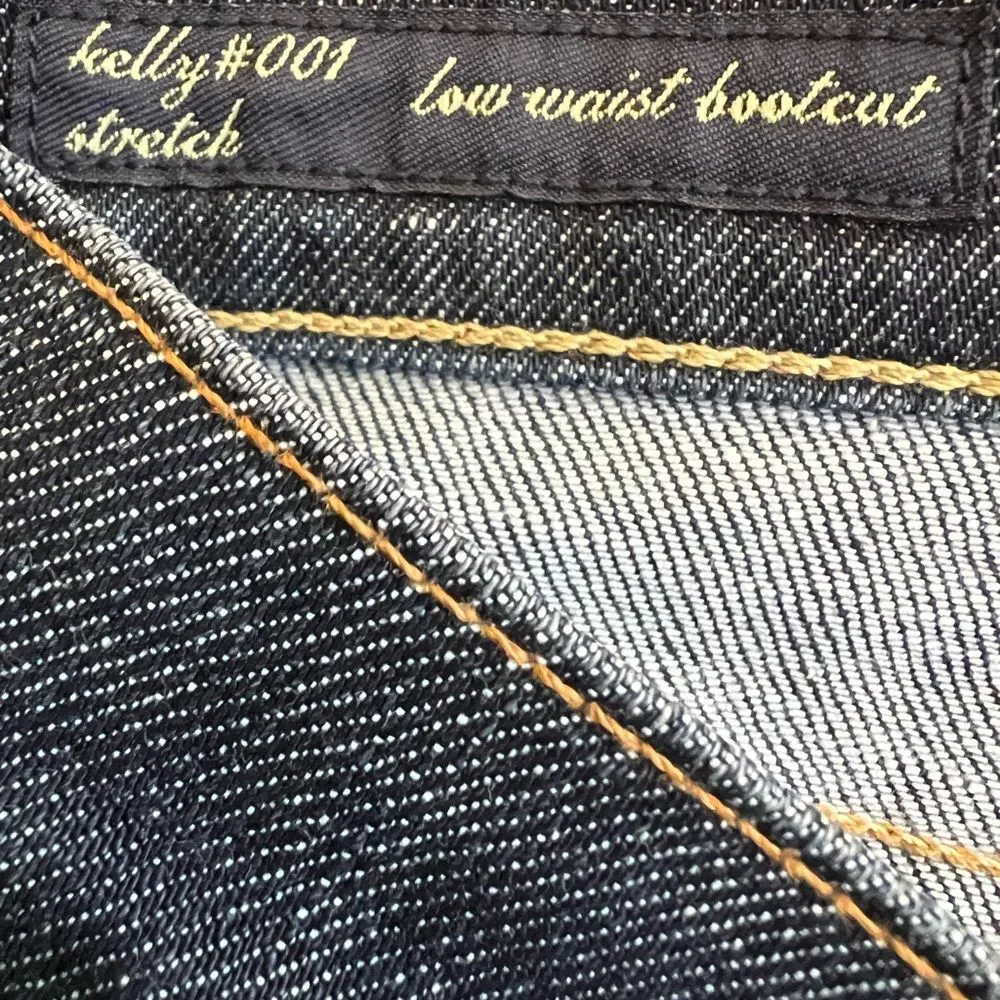 kelly#001
stretch
low waist bootcut